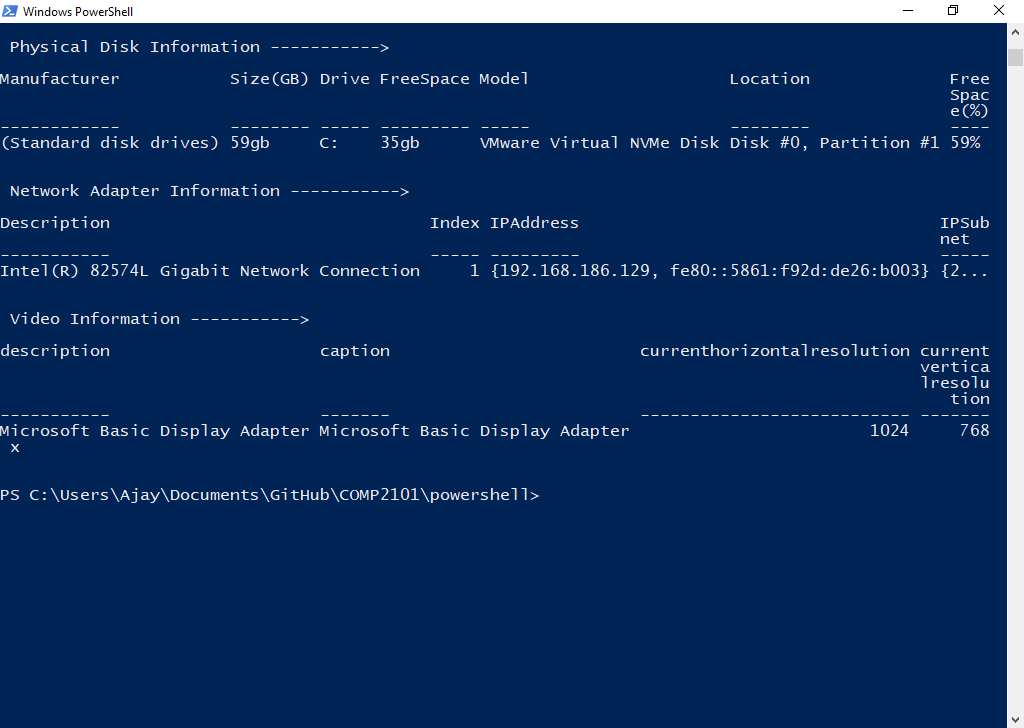 Windows PowerShell
Physical Disk Information ----------->
Manufacturer Size(GB) Drive FreeSpace Model Location Free
Spac
e(%)
------------ -------- ----- --------- ----- -------- ----
(Standard disk drives) 59gb C: 35gb VMware Virtual NVMe Disk Disk #0, Partition #1 59%
Network Adapter Information ----------->
Description Index IPAddress IPSub
net
----------- ----- --------- -----
Intel(R) 82574L Gigabit Network Connection 1 {192.168.186.129, fe80::5861:f92d:de26:b003} {2...
Video Information ----------->
description caption currenthorizontalresolution current
vertica
lresolu
tion
----------- ------- --------------------------- -------
Microsoft Basic Display Adapter Microsoft Basic Display Adapter 1024 768
x
PS C:\Users\Ajay\Documents\GitHub\COMP2101\powershell>